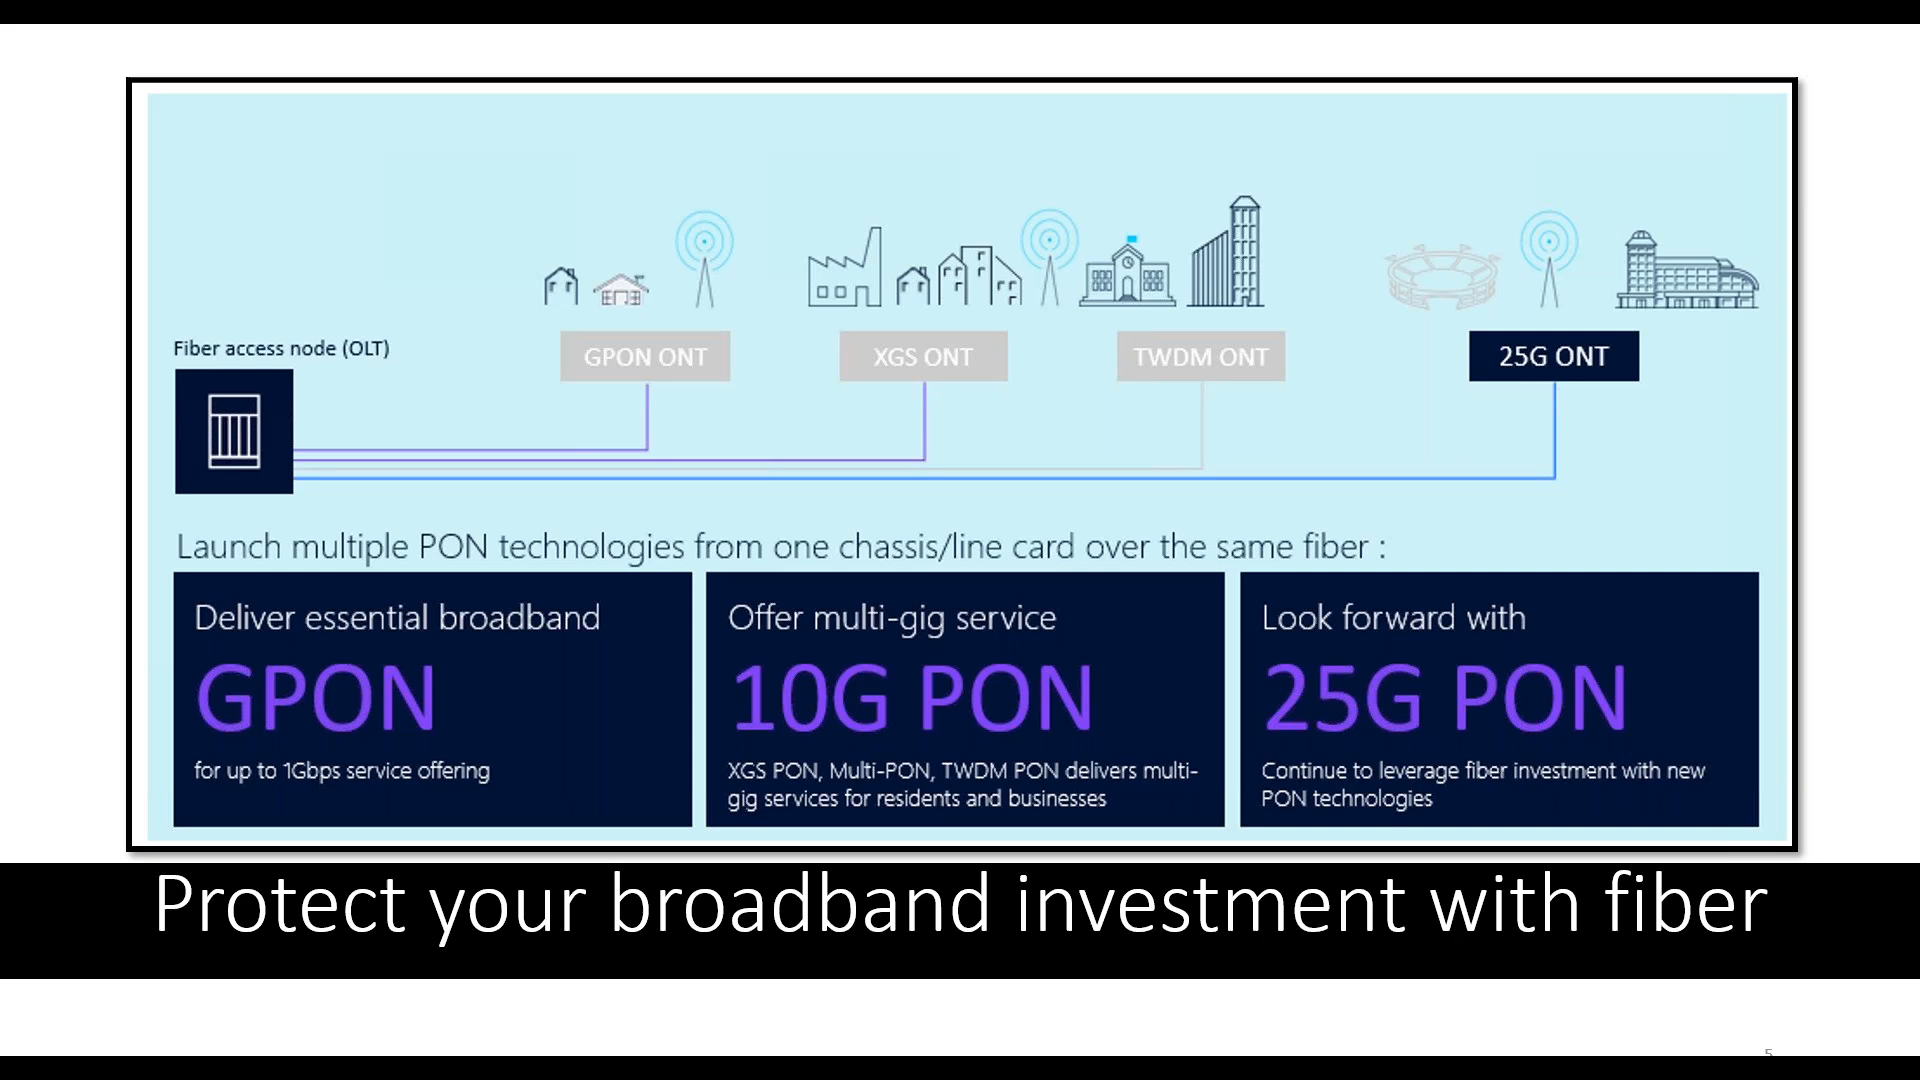 GPON ONT
XGS ONT
TWDM ONT
25G ONT
Fiber access node (OLT)
Launch multiple PON technologies from one chassis/line card over the same fiber :
Deliver essential broadband
GPON
for up to 1Gbps service offering
Offer multi-gig service
10G PON
XGS PON, Multi-PON, TWDM PON delivers multi-
gig services for residents and businesses
Look forward with
25G PON
Continue to leverage fiber investment with new
PON technologies
Protect your broadband investment with fiber
5